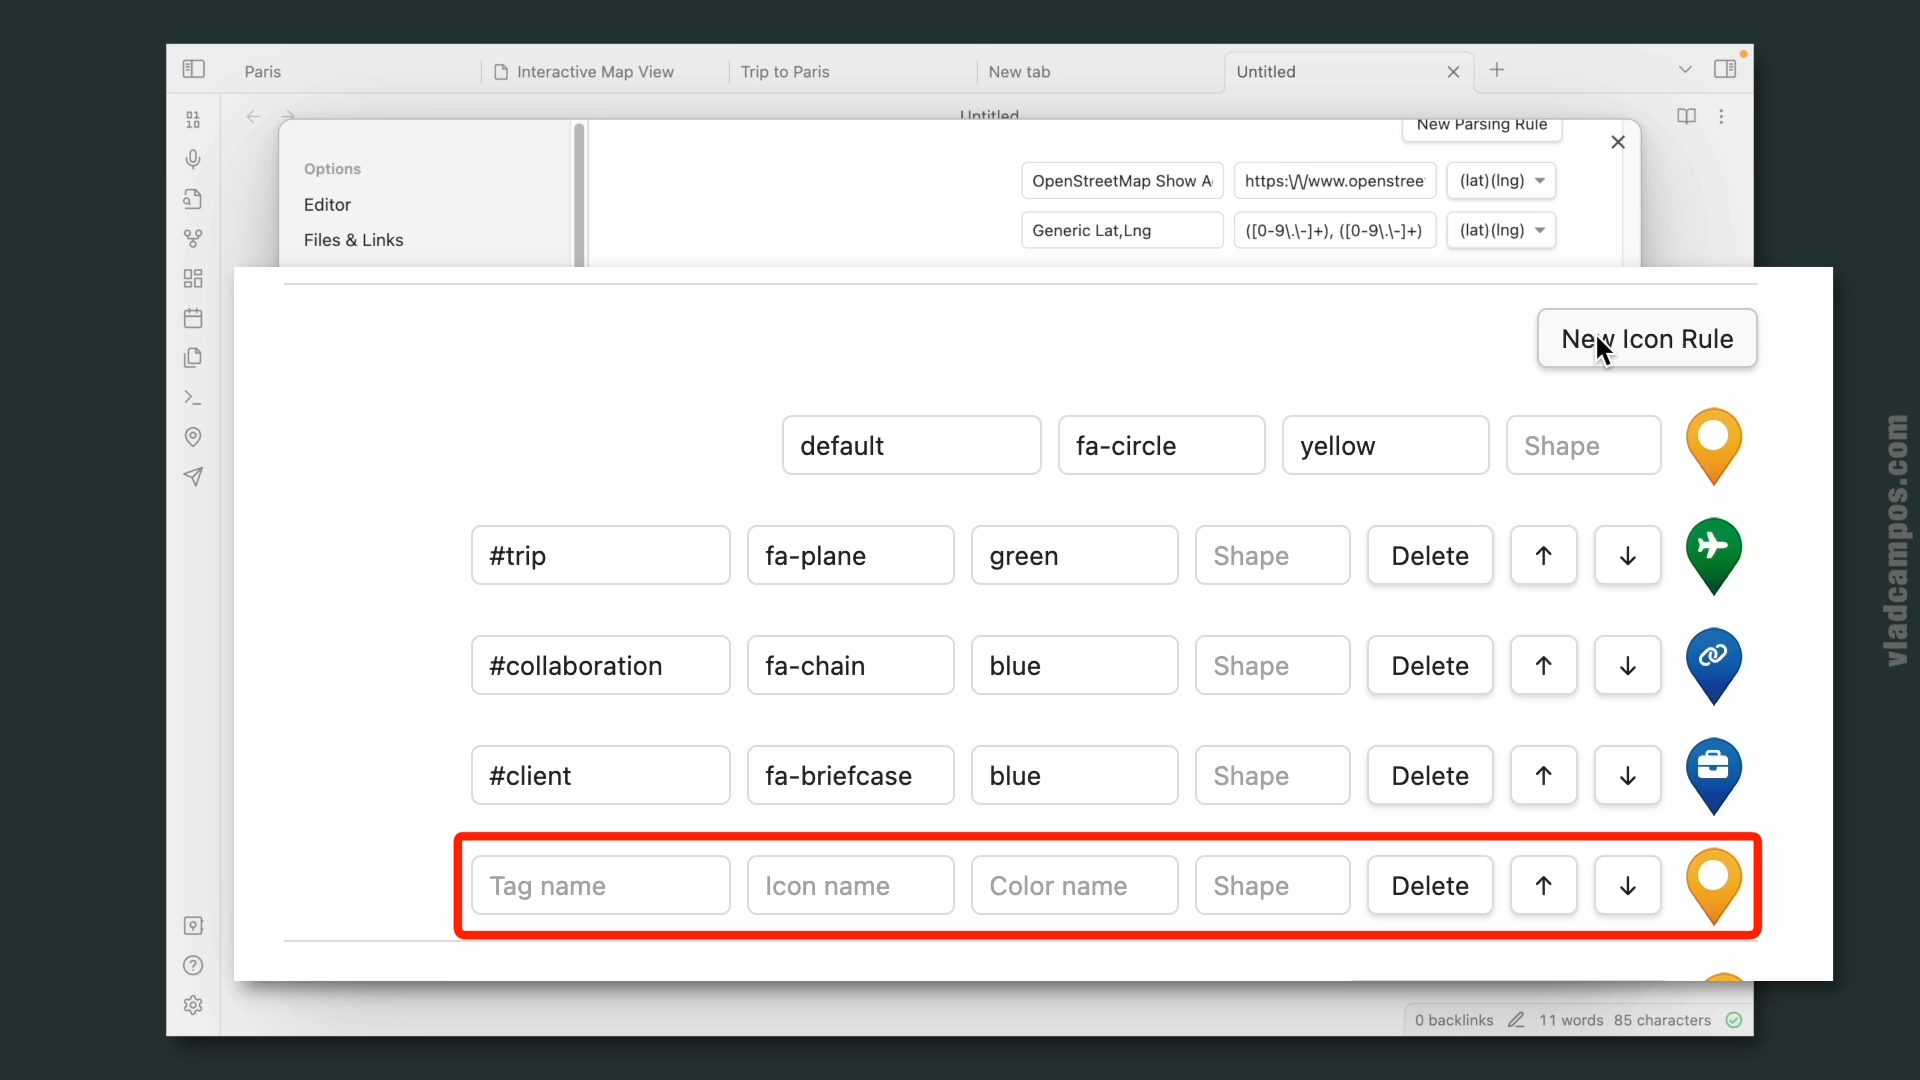 Paris
Interactive Map View
Trip to Paris
New tab
Untitled
Untitled
Options
Editor
Files & Links
New Parsing Rule
OpenStreetMap Show A
https:\/\/www.openstree
(lat)(lng)
Generic Lat,Lng
([0-9\.\-]+), ([0-9\.\-]+)
(lat)(lng)
New Icon Rule
default fa-circle yellow Shape
#trip fa-plane green Shape Delete ↑ ↓
#collaboration fa-chain blue Shape Delete ↑ ↓
#client fa-briefcase blue Shape Delete ↑ ↓
Tag name Icon name Color name Shape Delete ↑ ↓
0 backlinks 11 words 85 characters
vladcampos.com